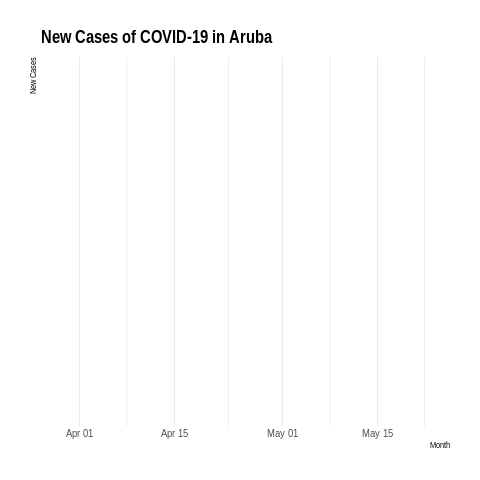 New Cases of COVID-19 in Aruba
New Cases
Apr 01
Apr 15
May 01
May 15
Month